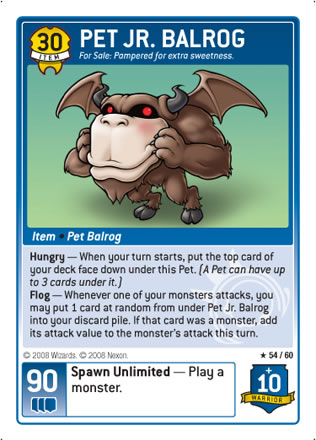 30
ITEM
PET JR. BALROG
For Sale: Pampered for extra sweetness.
Item • Pet Balrog
Hungry — When your turn starts, put the top card of
your deck face down under this Pet. (A Pet can have up
to 3 cards under it.)
Flog — Whenever one of your monsters attacks, you
may put 1 card at random from under Pet Jr. Balrog
into your discard pile. If that card was a monster, add
its attack value to the monster's attack this turn.
© 2008 Wizards. © 2008 Nexon.
★ 54 / 60
90
Spawn Unlimited — Play a
monster.
+
10
WARRIOR